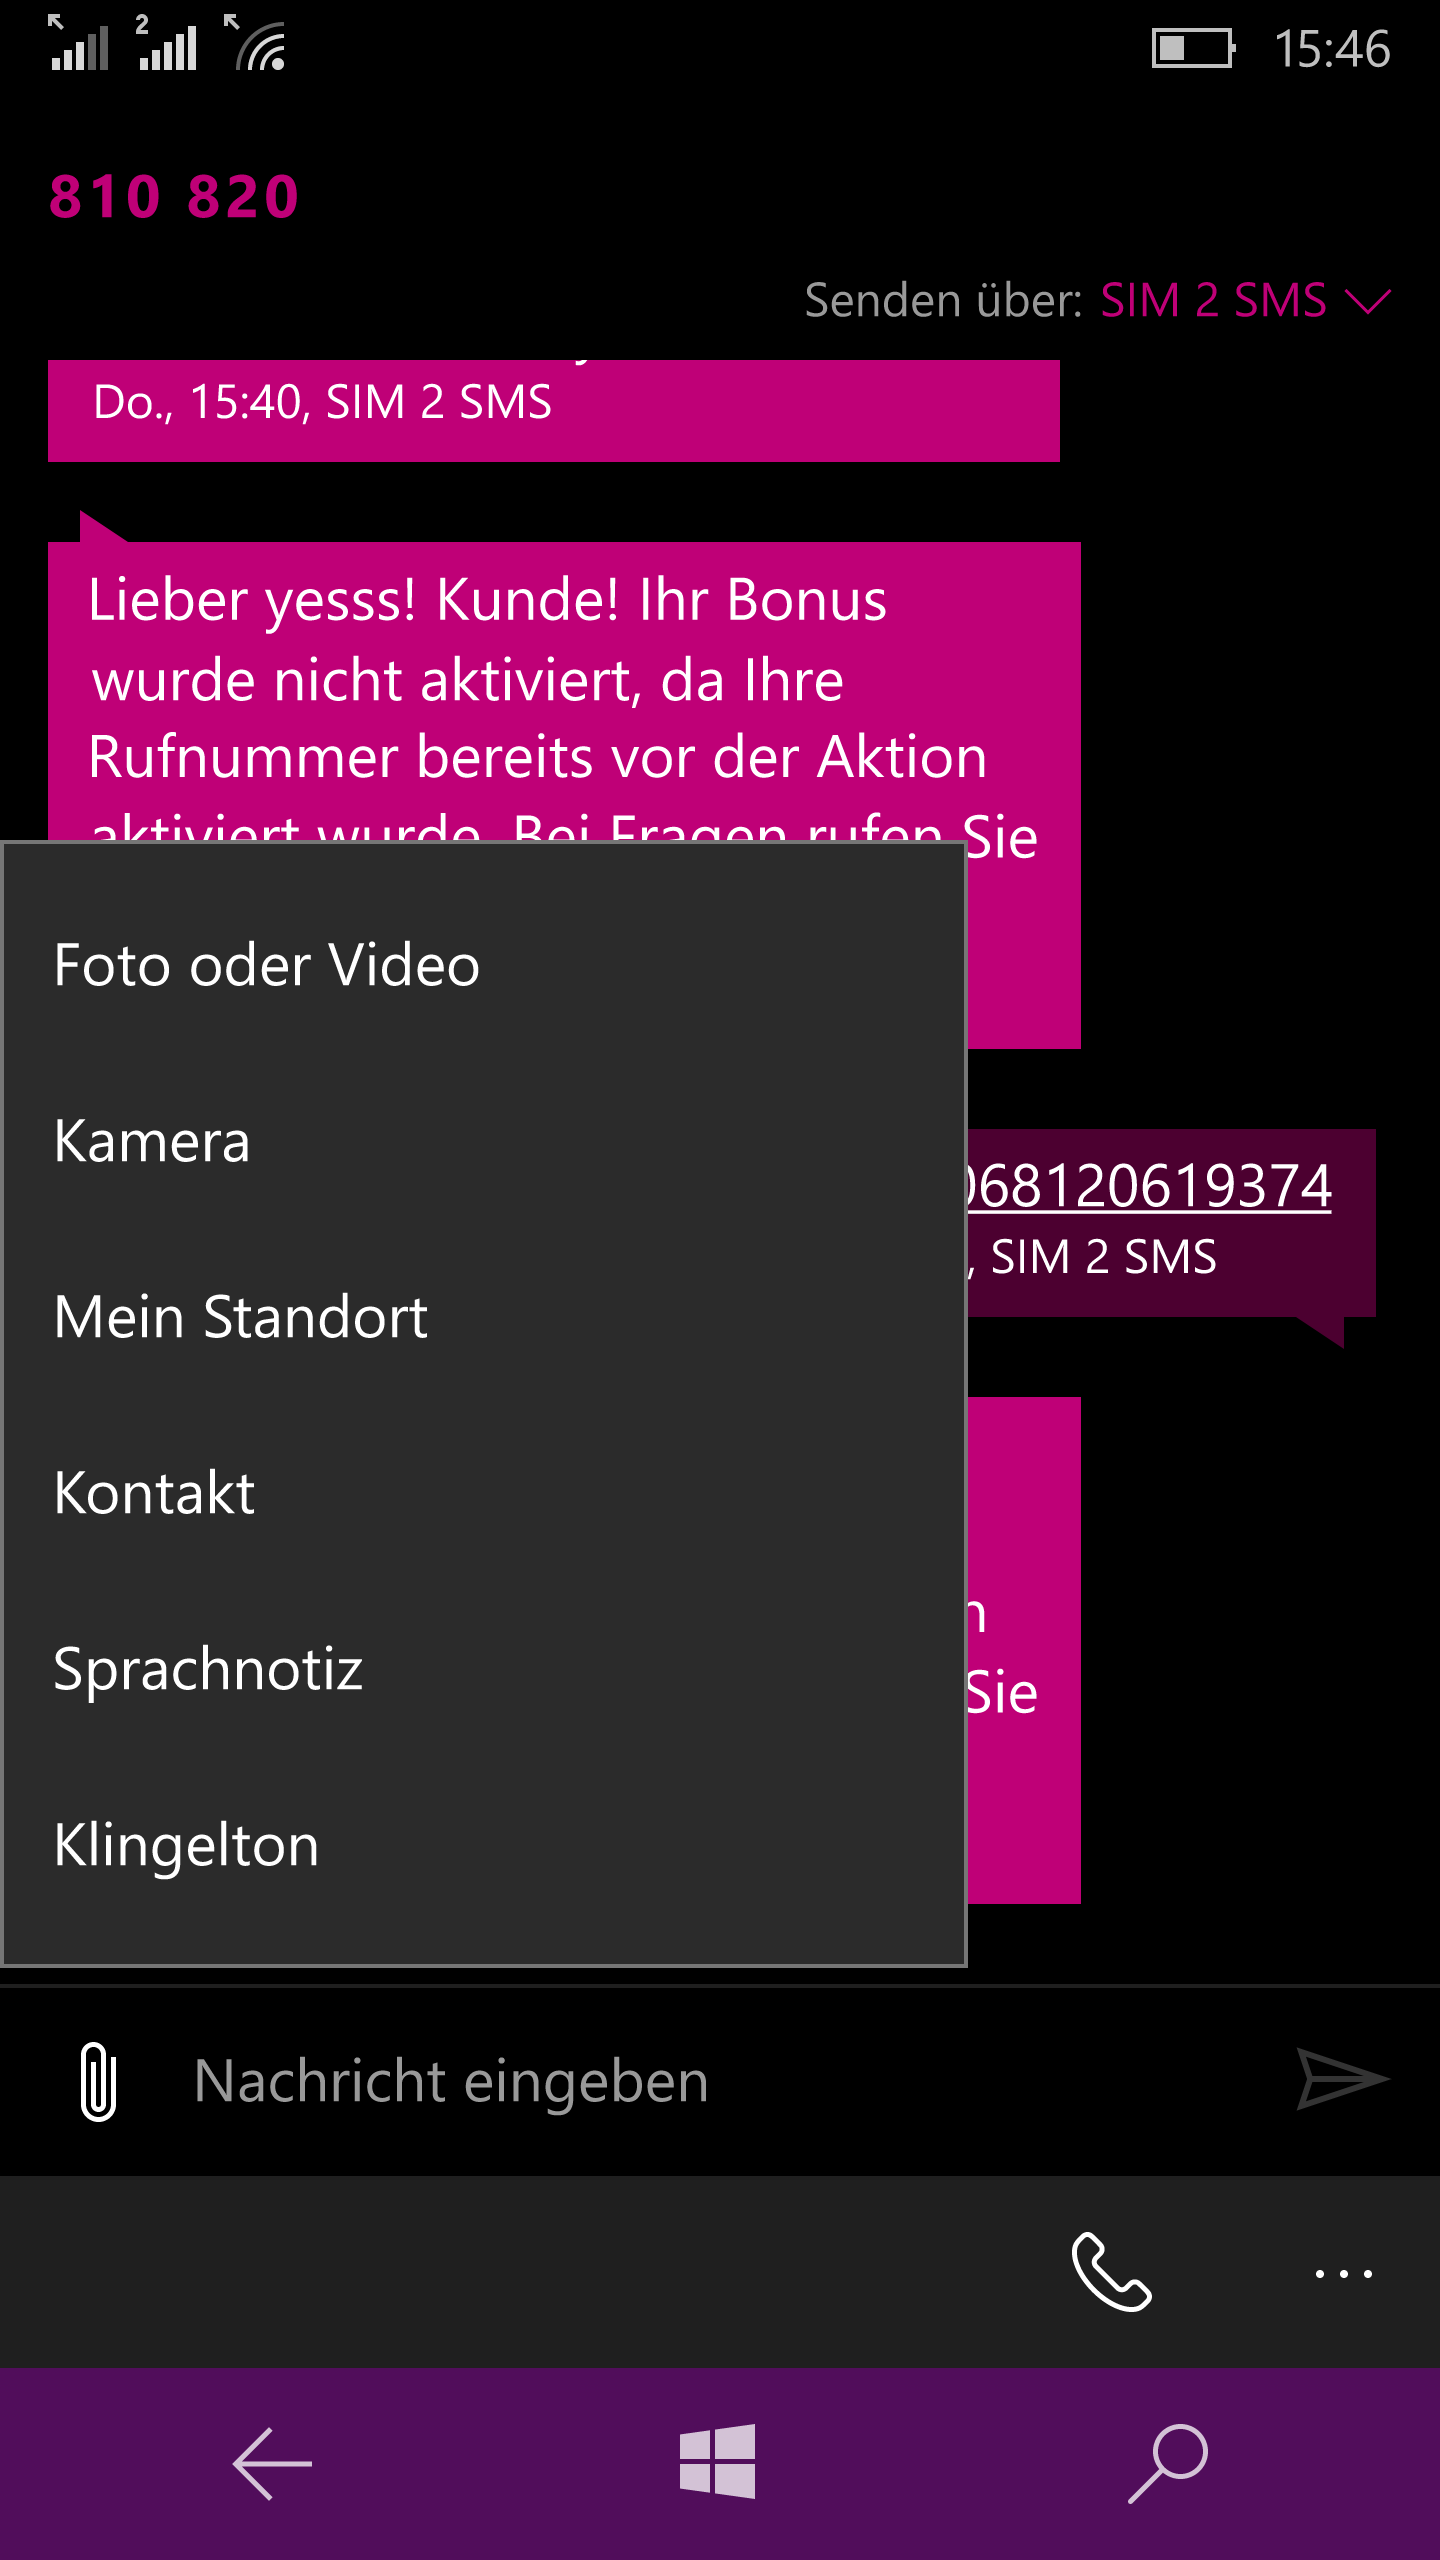 2
15:46
810 820
Senden über: SIM 2 SMS
Do., 15:40, SIM 2 SMS
Lieber yesss! Kunde! Ihr Bonus
wurde nicht aktiviert, da Ihre
Rufnummer bereits vor der Aktion
aktiviert wurde. Bei Fragen rufen Sie
Foto oder Video
Kamera
068120619374
, SIM 2 SMS
Mein Standort
Kontakt
Sie
Sprachnotiz
Klingelton
Nachricht eingeben